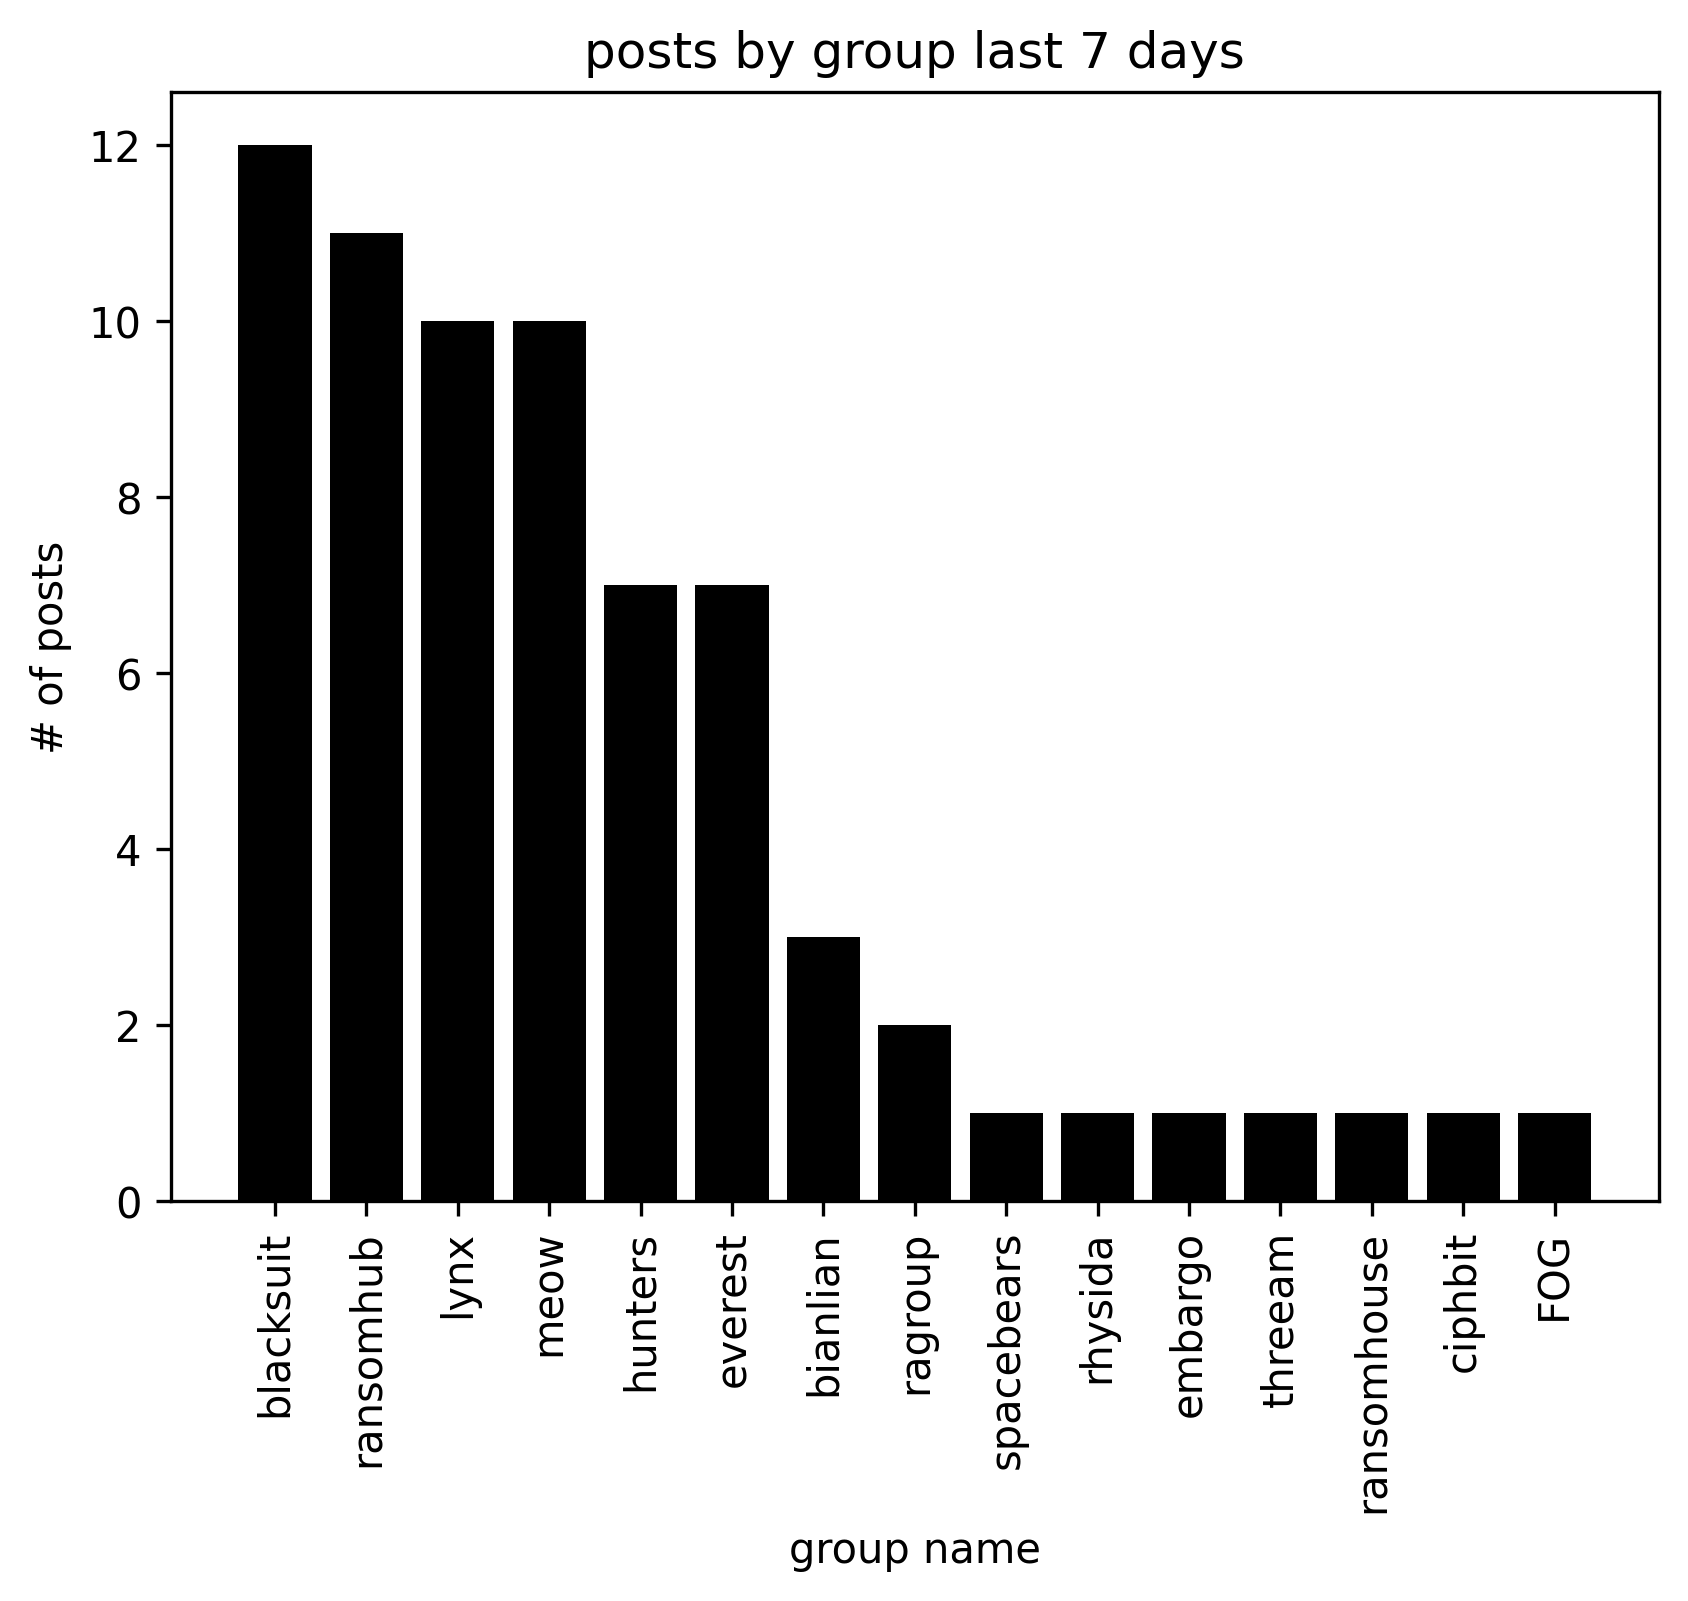 posts by group last 7 days
12
10
8
6
4
2
0
# of posts
blacksuit
ransomhub
lynx
meow
hunters
everest
bianlian
ragroup
spacebears
rhysida
embargo
threeam
ransomhouse
ciphbit
FOG
group name